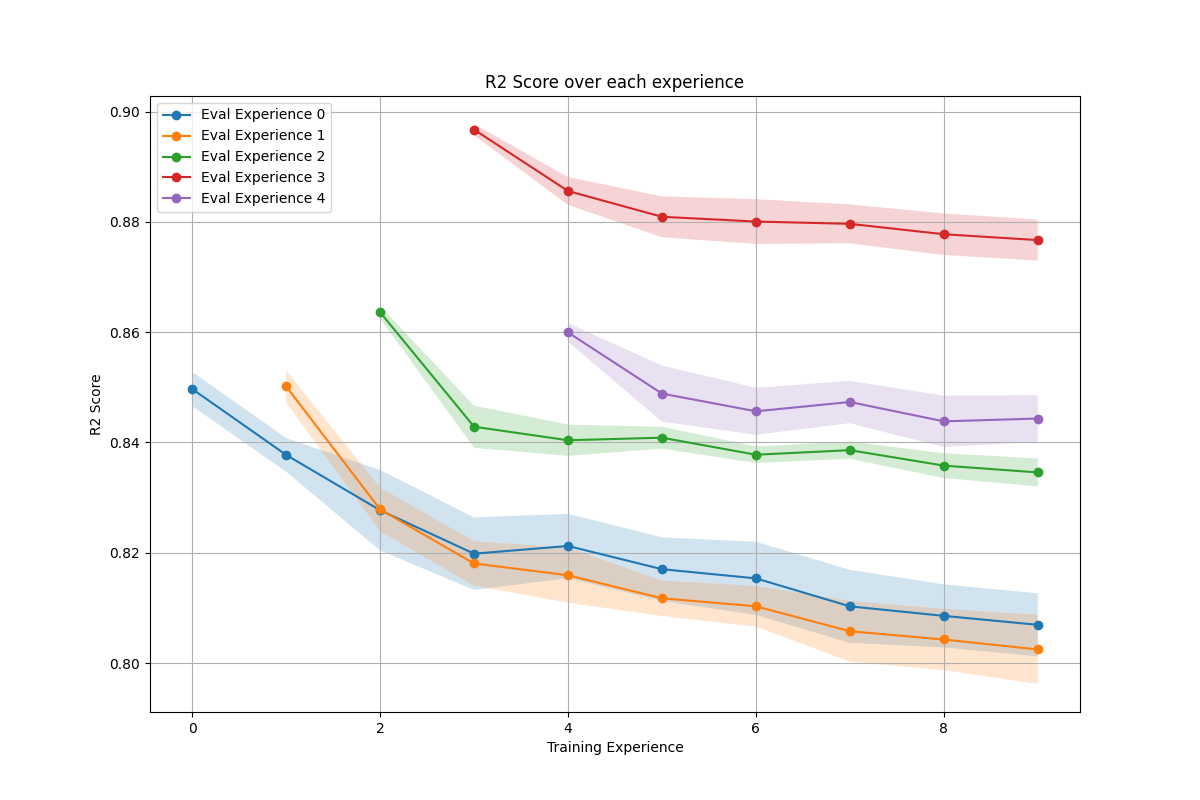 R2 Score over each experience
Eval Experience 0
Eval Experience 1
Eval Experience 2
Eval Experience 3
Eval Experience 4
0.90
0.88
0.86
0.84
0.82
0.80
R2 Score
0 2 4 6 8
Training Experience